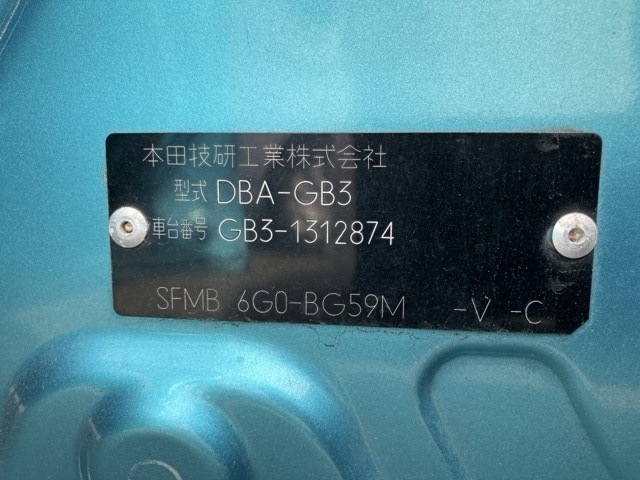 本田技研工業株式会社
型式 DBA-GB3
車台番号 GB3-1312874
SFMB 6G0-BG59M -V -C